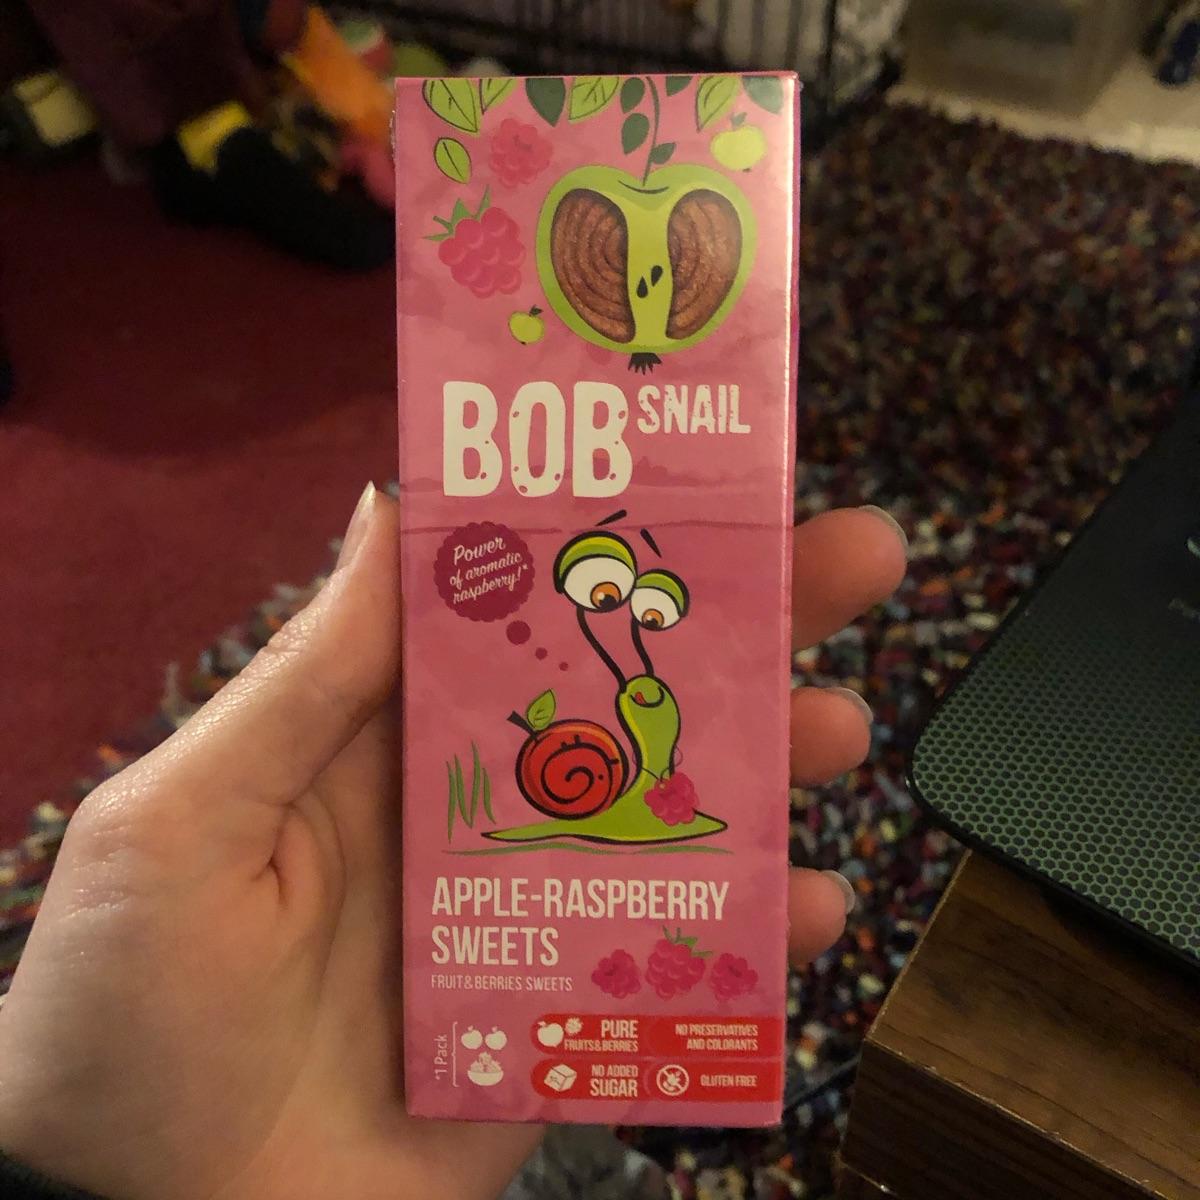 BOB SNAIL
Power
of aromatic
raspberry!*
APPLE-RASPBERRY
SWEETS
FRUIT&BERRIES SWEETS
*1 Pack
PURE
FRUITS&BERRIES
NO PRESERVATIVES
AND COLORANTS
NO ADDED
SUGAR
GLUTEN FREE